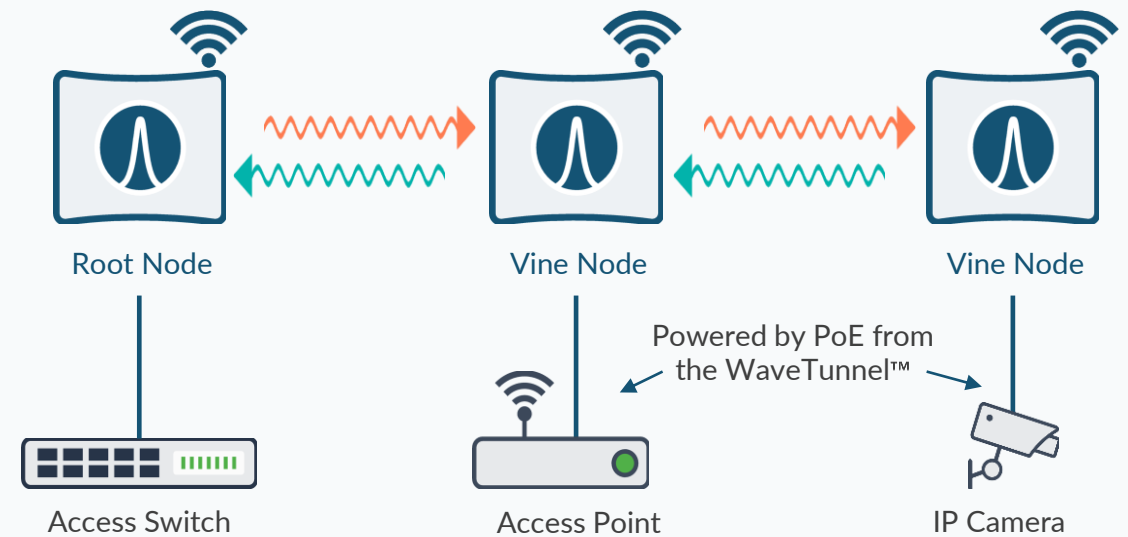 Root Node
Vine Node
Vine Node
Powered by PoE from
the WaveTunnel™
Access Switch
Access Point
IP Camera